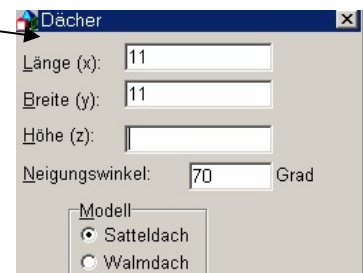 Dächer
Länge (x): 11
Breite (y): 11
Höhe (z):
Neigungswinkel: 70 Grad
Modell
Satteldach
Walmdach